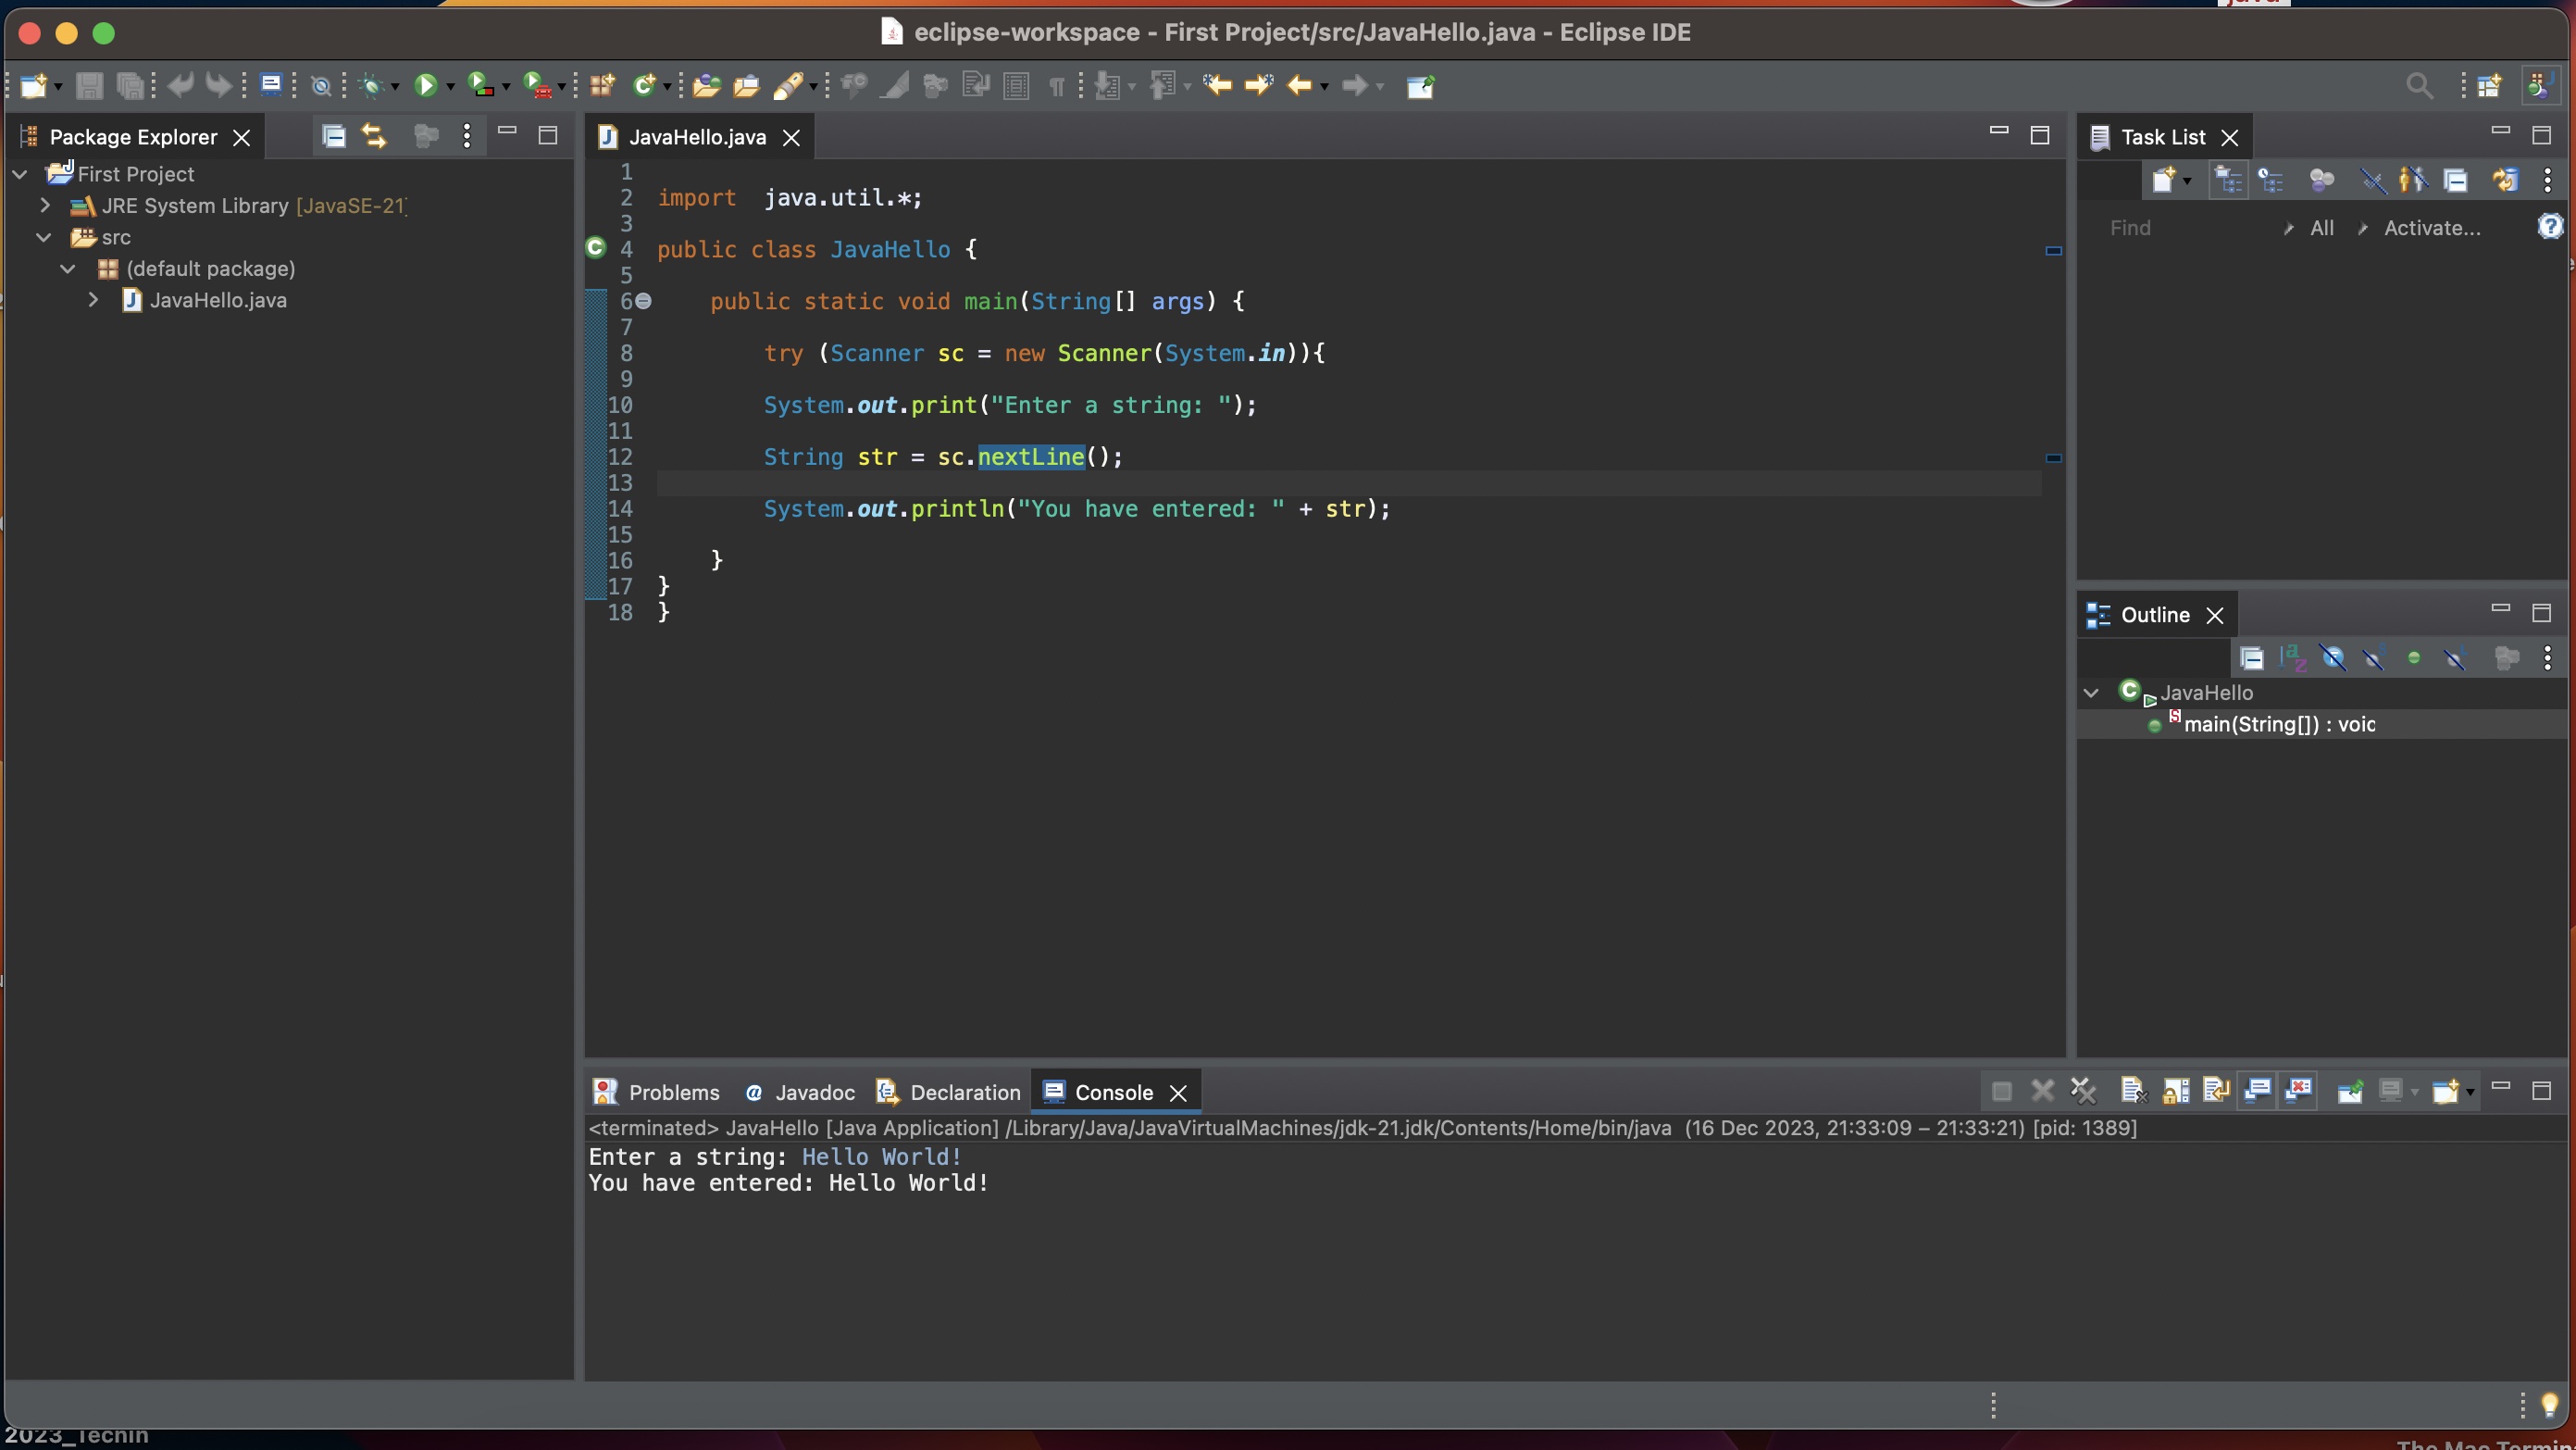 java
eclipse-workspace - First Project/src/JavaHello.java - Eclipse IDE
Package Explorer
First Project
JRE System Library [JavaSE-21]
src
(default package)
JavaHello.java
JavaHello.java
1
2 import  java.util.*;
3
4 public class JavaHello {
5
6 public static void main(String[] args) {
7
8 try (Scanner sc = new Scanner(System.in)){
9
10 System.out.print("Enter a string: ");
11
12 String str = sc.nextLine();
13
14 System.out.println("You have entered: " + str);
15
16 }
17 }
18 }
Task List
Find All Activate...
Outline
JavaHello
main(String[]) : void
Problems Javadoc Declaration Console
<terminated> JavaHello [Java Application] /Library/Java/JavaVirtualMachines/jdk-21.jdk/Contents/Home/bin/java  (16 Dec 2023, 21:33:09 – 21:33:21) [pid: 1389]
Enter a string: Hello World!
You have entered: Hello World!
2023_Techin
The Mac Termin